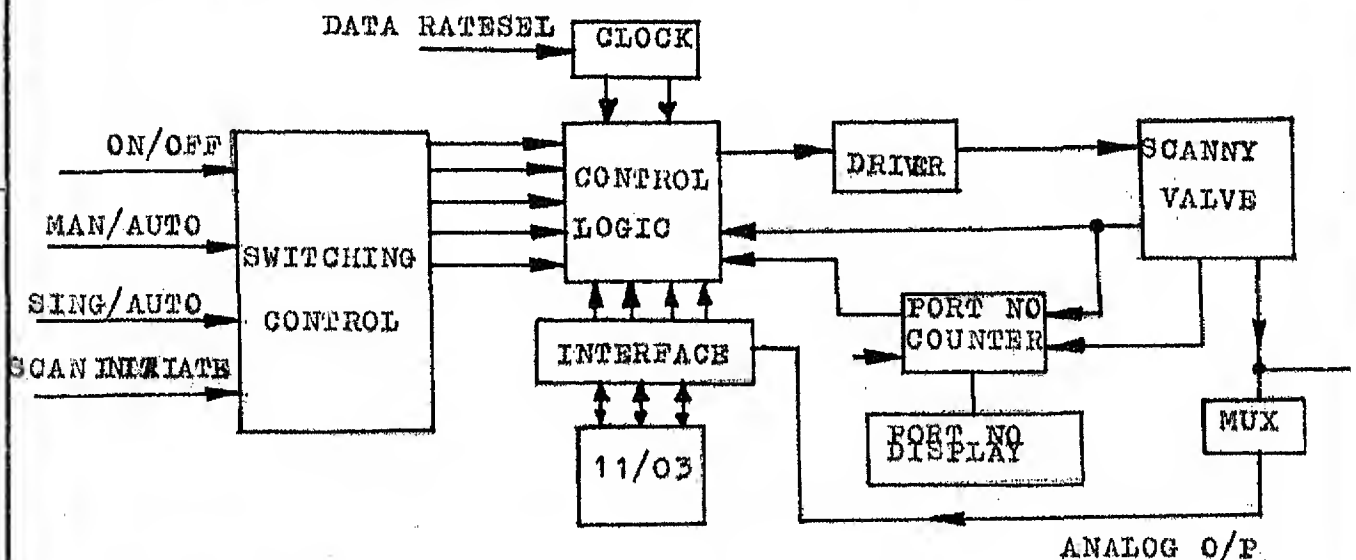 DATA RATESEL
CLOCK
ON/OFF
MAN/AUTO
SING/AUTO
SCAN INITIATE
SWITCHING
CONTROL
CONTROL
LOGIC
DRIVER
SCANNY
VALVE
PORT NO
COUNTER
INTERFACE
PORT NO
DISPLAY
MUX
11/03
ANALOG O/P